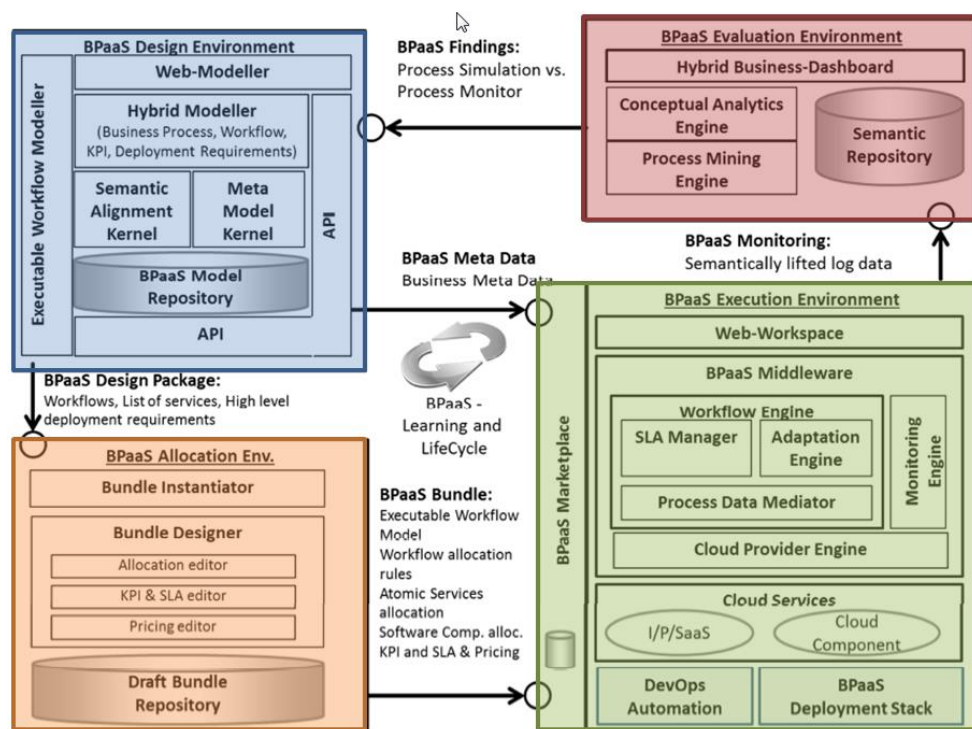 BPaaS Design Environment
Executable Workflow Modeller
Web-Modeller
Hybrid Modeller
(Business Process, Workflow,
KPI, Deployment Requirements)
Semantic
Alignment
Kernel
Meta
Model
Kernel
API
BPaaS Model
Repository
API
BPaaS Findings:
Process Simulation vs.
Process Monitor
BPaaS Evaluation Environment
Hybrid Business-Dashboard
Conceptual Analytics
Engine
Process Mining
Engine
Semantic
Repository
BPaaS Monitoring:
Semantically lifted log data
BPaaS Meta Data
Business Meta Data
BPaaS -
Learning and
LifeCycle
BPaaS Design Package:
Workflows, List of services, High level
deployment requirements
BPaaS Allocation Env.
Bundle Instantiator
Bundle Designer
Allocation editor
KPI & SLA editor
Pricing editor
Draft Bundle
Repository
BPaaS Bundle:
Executable Workflow
Model
Workflow allocation
rules
Atomic Services
allocation
Software Comp. alloc.
KPI and SLA & Pricing
BPaaS Marketplace
BPaaS Execution Environment
Web-Workspace
BPaaS Middleware
Workflow Engine
SLA Manager
Adaptation
Engine
Process Data Mediator
Monitoring
Engine
Cloud Provider Engine
Cloud Services
I/P/SaaS
Cloud
Component
DevOps
Automation
BPaaS
Deployment Stack